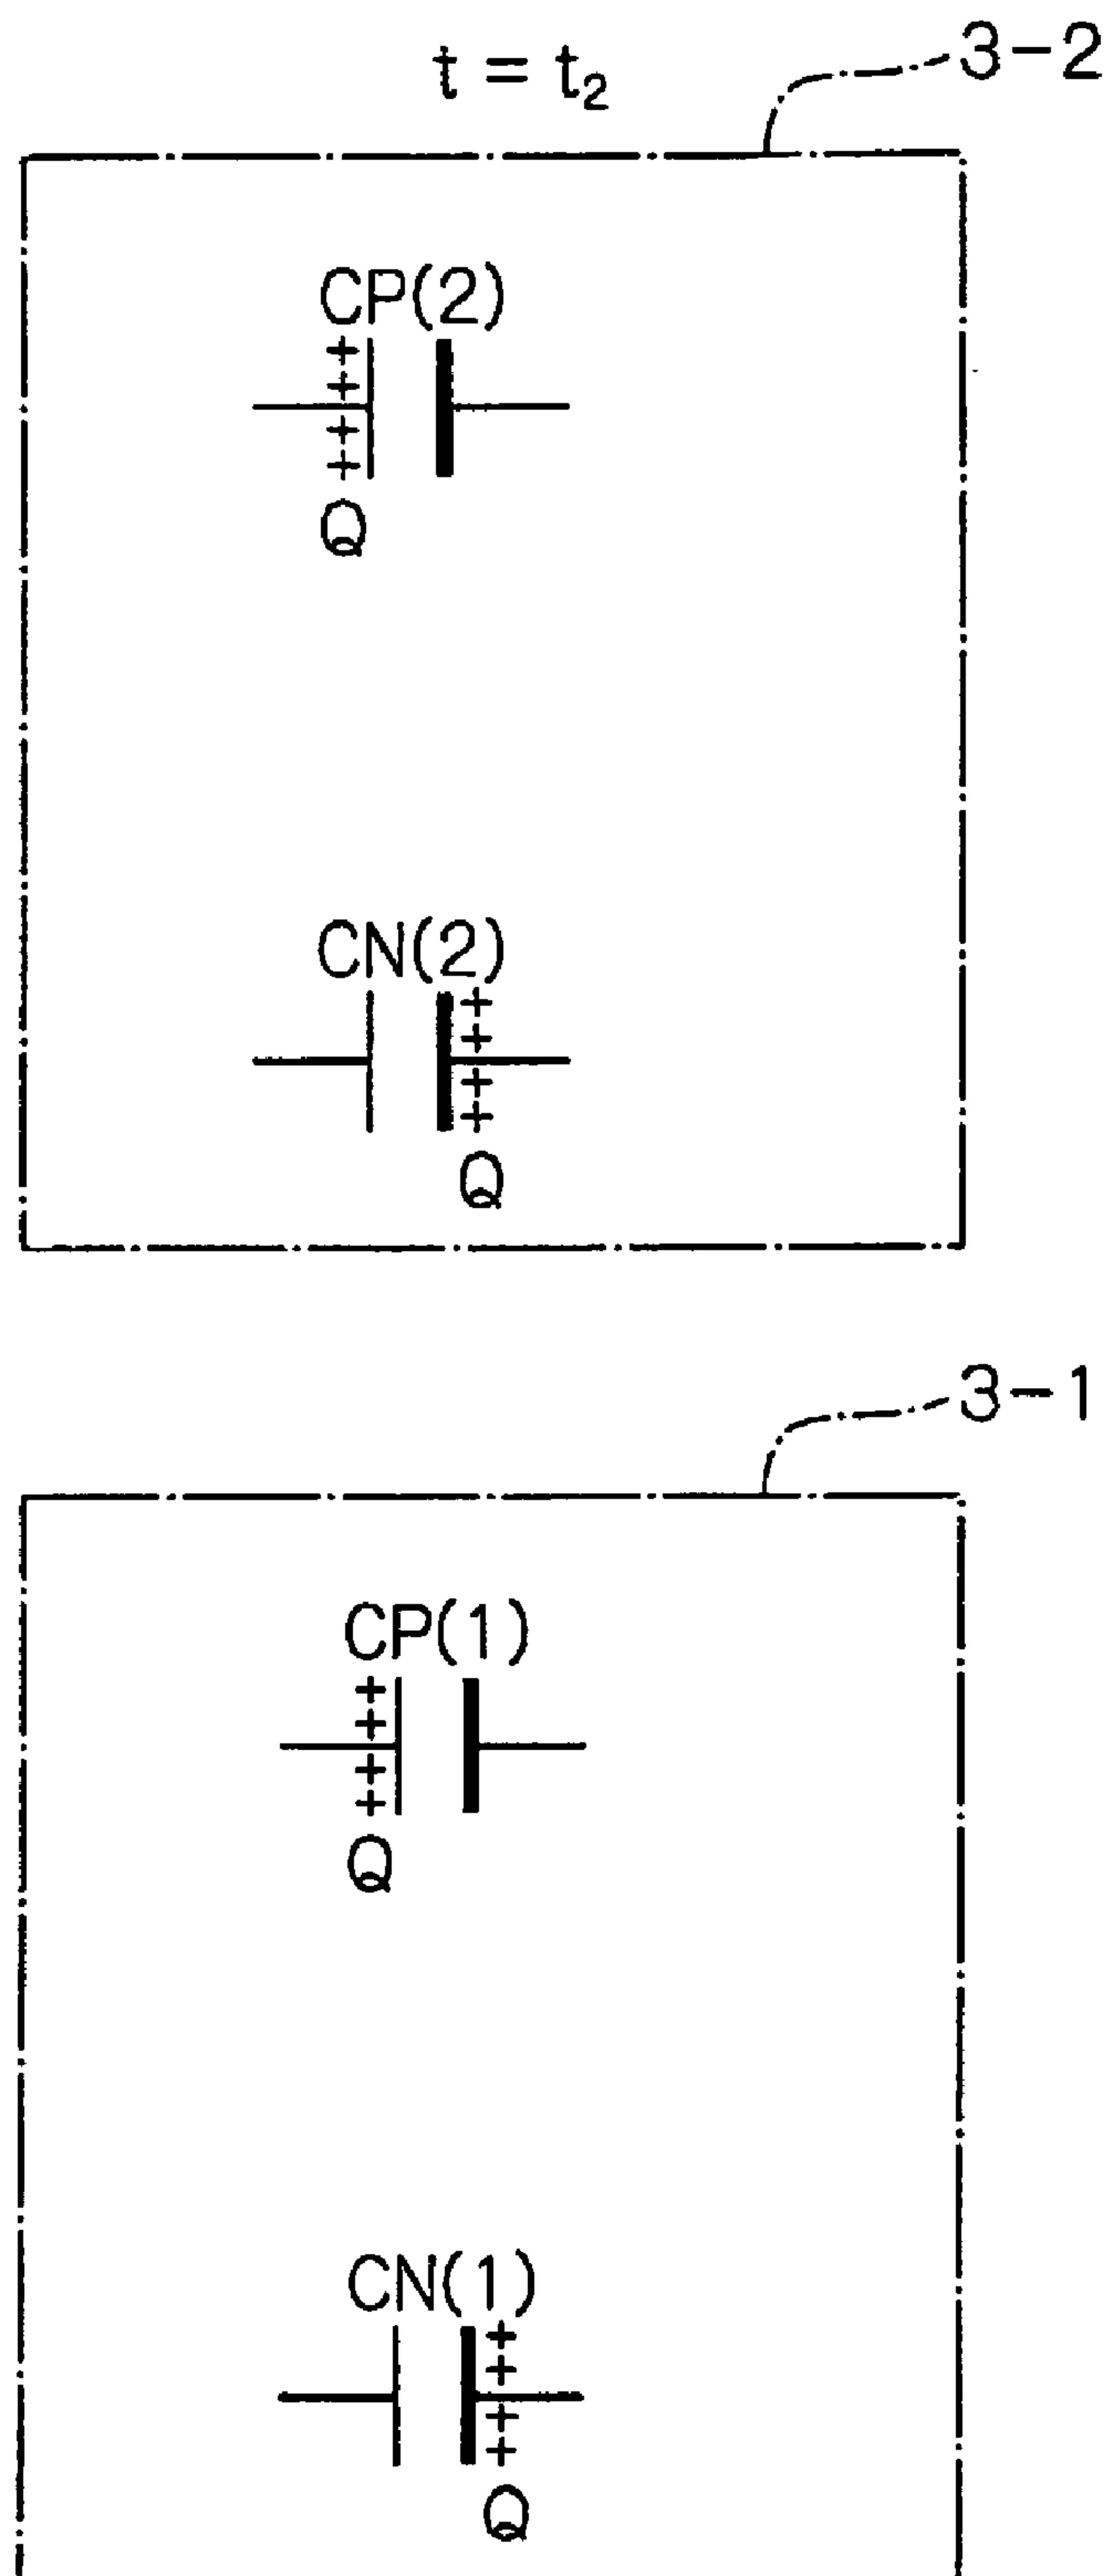 t = t₂
3-2
CP(2)
++++
Q
CN(2)
++++
Q
3-1
CP(1)
++++
Q
CN(1)
++++
Q